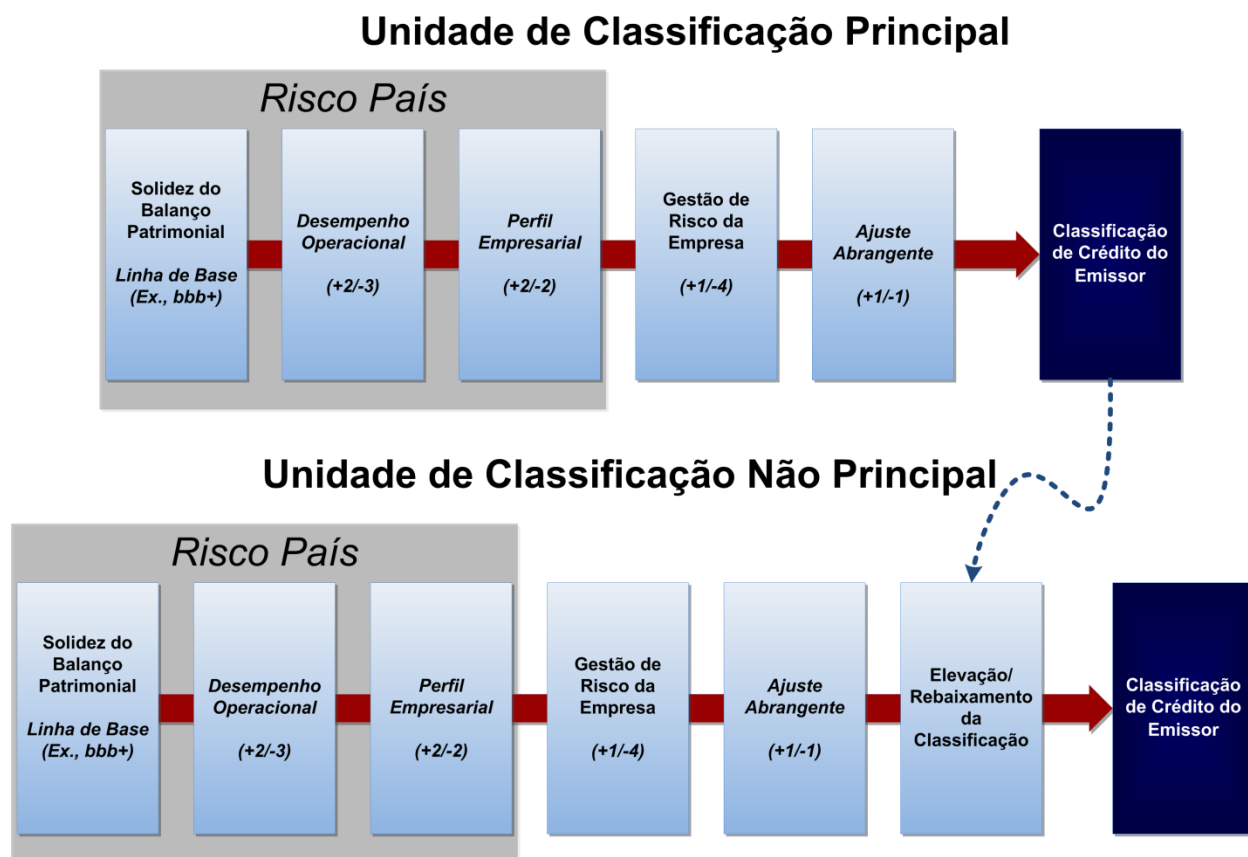 Unidade de Classificação Principal
Risco País
Solidez do
Balanço
Patrimonial
Linha de Base
(Ex., bbb+)
Desempenho
Operacional
(+2/-3)
Perfil
Empresarial
(+2/-2)
Gestão de
Risco da
Empresa
(+1/-4)
Ajuste
Abrangente
(+1/-1)
Classificação
de Crédito do
Emissor
Unidade de Classificação Não Principal
Risco País
Solidez do
Balanço
Patrimonial
Linha de Base
(Ex., bbb+)
Desempenho
Operacional
(+2/-3)
Perfil
Empresarial
(+2/-2)
Gestão de
Risco da
Empresa
(+1/-4)
Ajuste
Abrangente
(+1/-1)
Elevação/
Rebaixamento
da
Classificação
Classificação
de Crédito do
Emissor